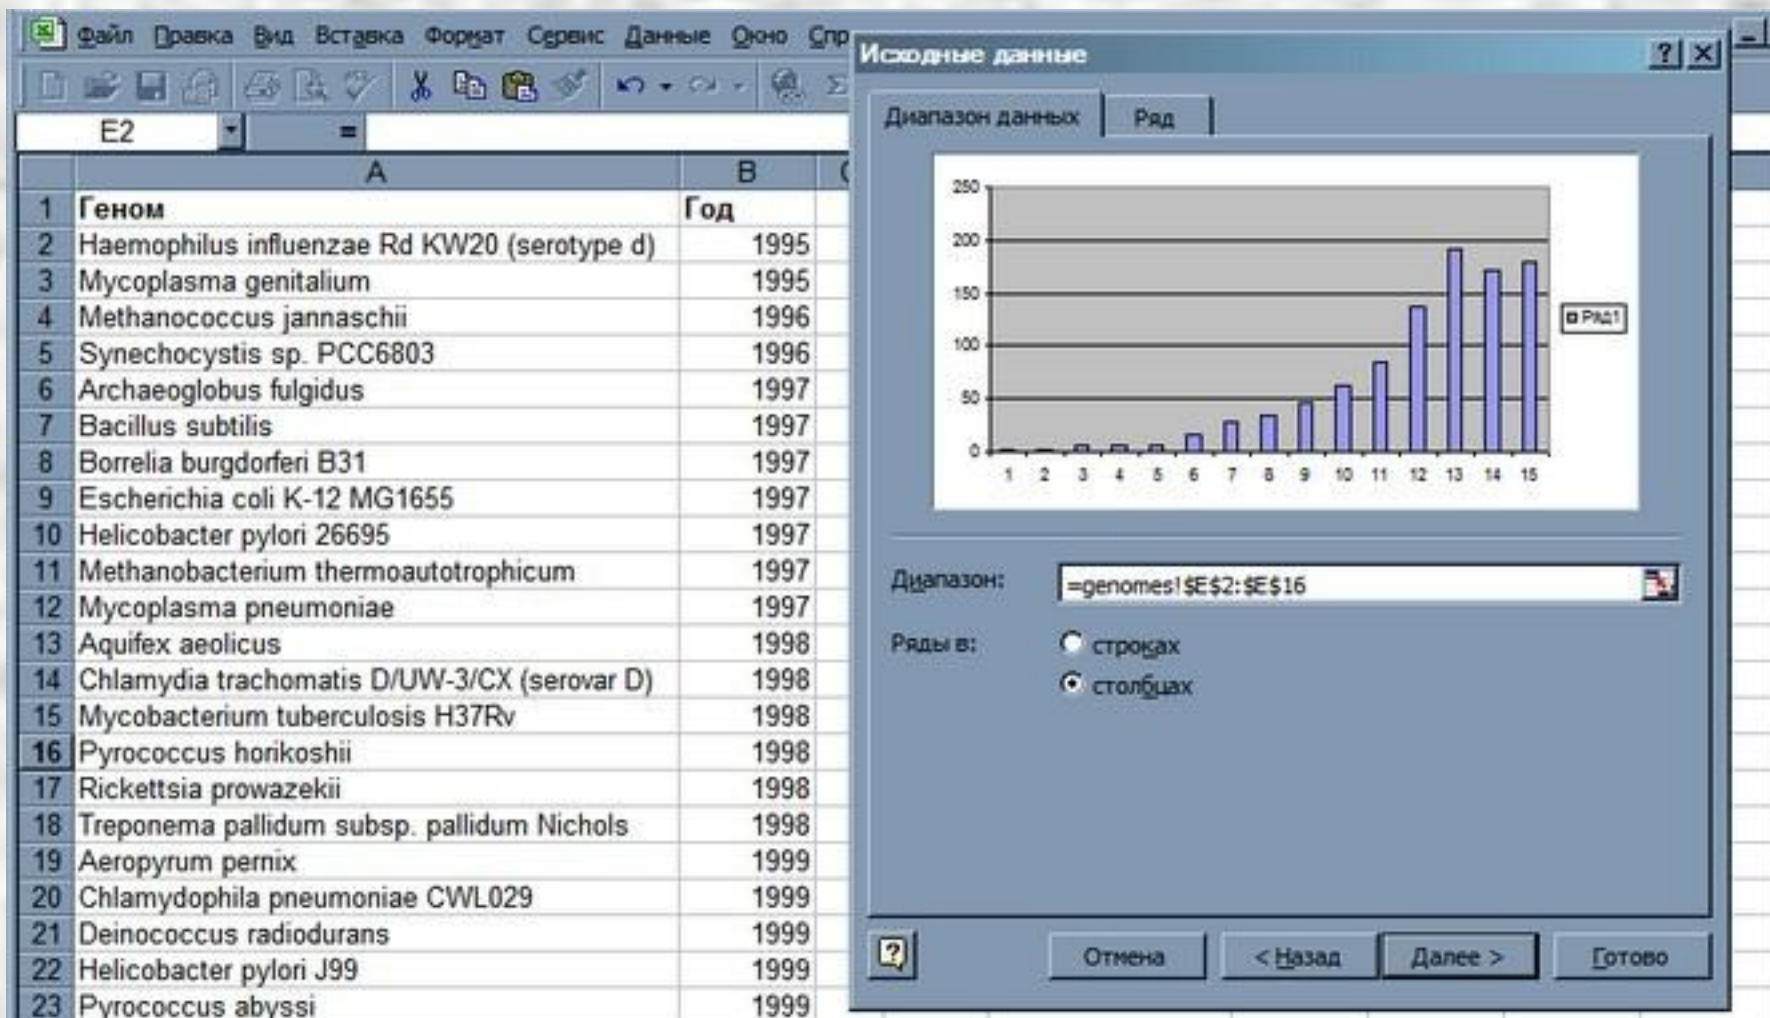 Файл Правка Вид Вставка Формат Сервис Данные Окно
E2 =
A B
1 Геном Год
2 Haemophilus influenzae Rd KW20 (serotype d) 1995
3 Mycoplasma genitalium 1995
4 Methanococcus jannaschii 1996
5 Synechocystis sp. PCC6803 1996
6 Archaeoglobus fulgidus 1997
7 Bacillus subtilis 1997
8 Borrelia burgdorferi B31 1997
9 Escherichia coli K-12 MG1655 1997
10 Helicobacter pylori 26695 1997
11 Methanobacterium thermoautotrophicum 1997
12 Mycoplasma pneumoniae 1997
13 Aquifex aeolicus 1998
14 Chlamydia trachomatis D/UW-3/CX (serovar D) 1998
15 Mycobacterium tuberculosis H37Rv 1998
16 Pyrococcus horikoshii 1998
17 Rickettsia prowazekii 1998
18 Treponema pallidum subsp. pallidum Nichols 1998
19 Aeropyrum pernix 1999
20 Chlamydophila pneumoniae CWL029 1999
21 Deinococcus radiodurans 1999
22 Helicobacter pylori J99 1999
23 Pyrococcus abyssi 1999
Исходные данные
Диапазон данных Ряд
250
200
150
100
50
0
1 2 3 4 5 6 7 8 9 10 11 12 13 14 15
Ряд1
Диапазон: =genomes!$E$2:$E$16
Ряды в: строках
столбцах
Отмена < Назад Далее > Готово